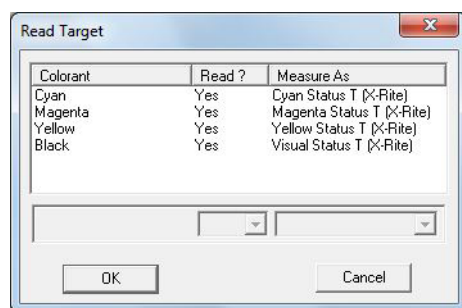 Read Target
Colorant Read ? Measure As
Cyan Yes Cyan Status T (X-Rite)
Magenta Yes Magenta Status T (X-Rite)
Yellow Yes Yellow Status T (X-Rite)
Black Yes Visual Status T (X-Rite)
OK Cancel